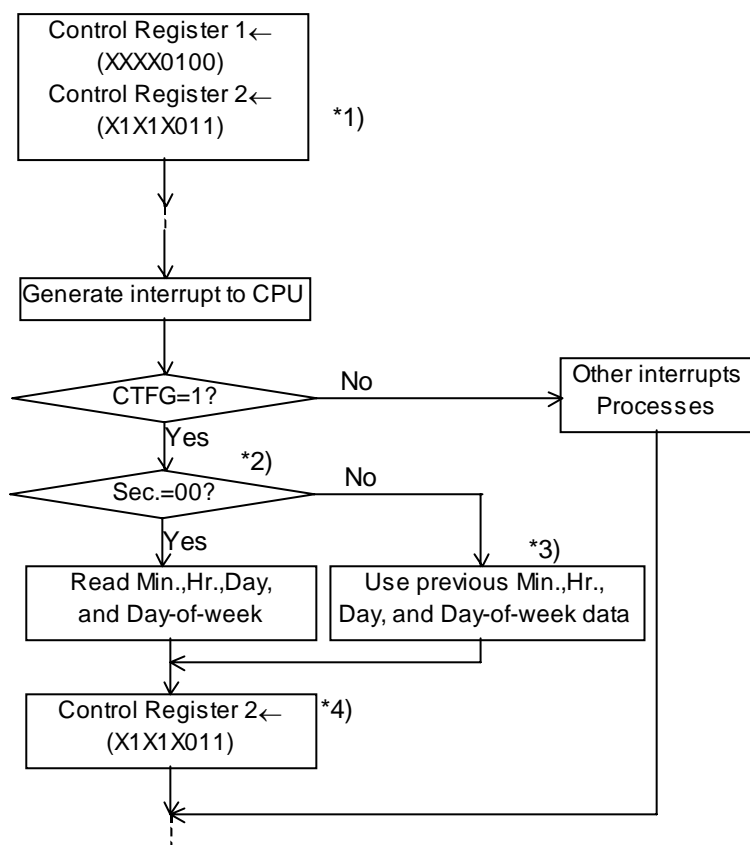 Control Register 1←
(XXXX0100)
Control Register 2←
(X1X1X011)
*1)
Generate interrupt to CPU
CTFG=1?
No
Other interrupts
Processes
Yes
*2)
Sec.=00?
No
Yes
*3)
Read Min.,Hr.,Day,
and Day-of-week
Use previous Min.,Hr.,
Day, and Day-of-week data
Control Register 2←
(X1X1X011)
*4)